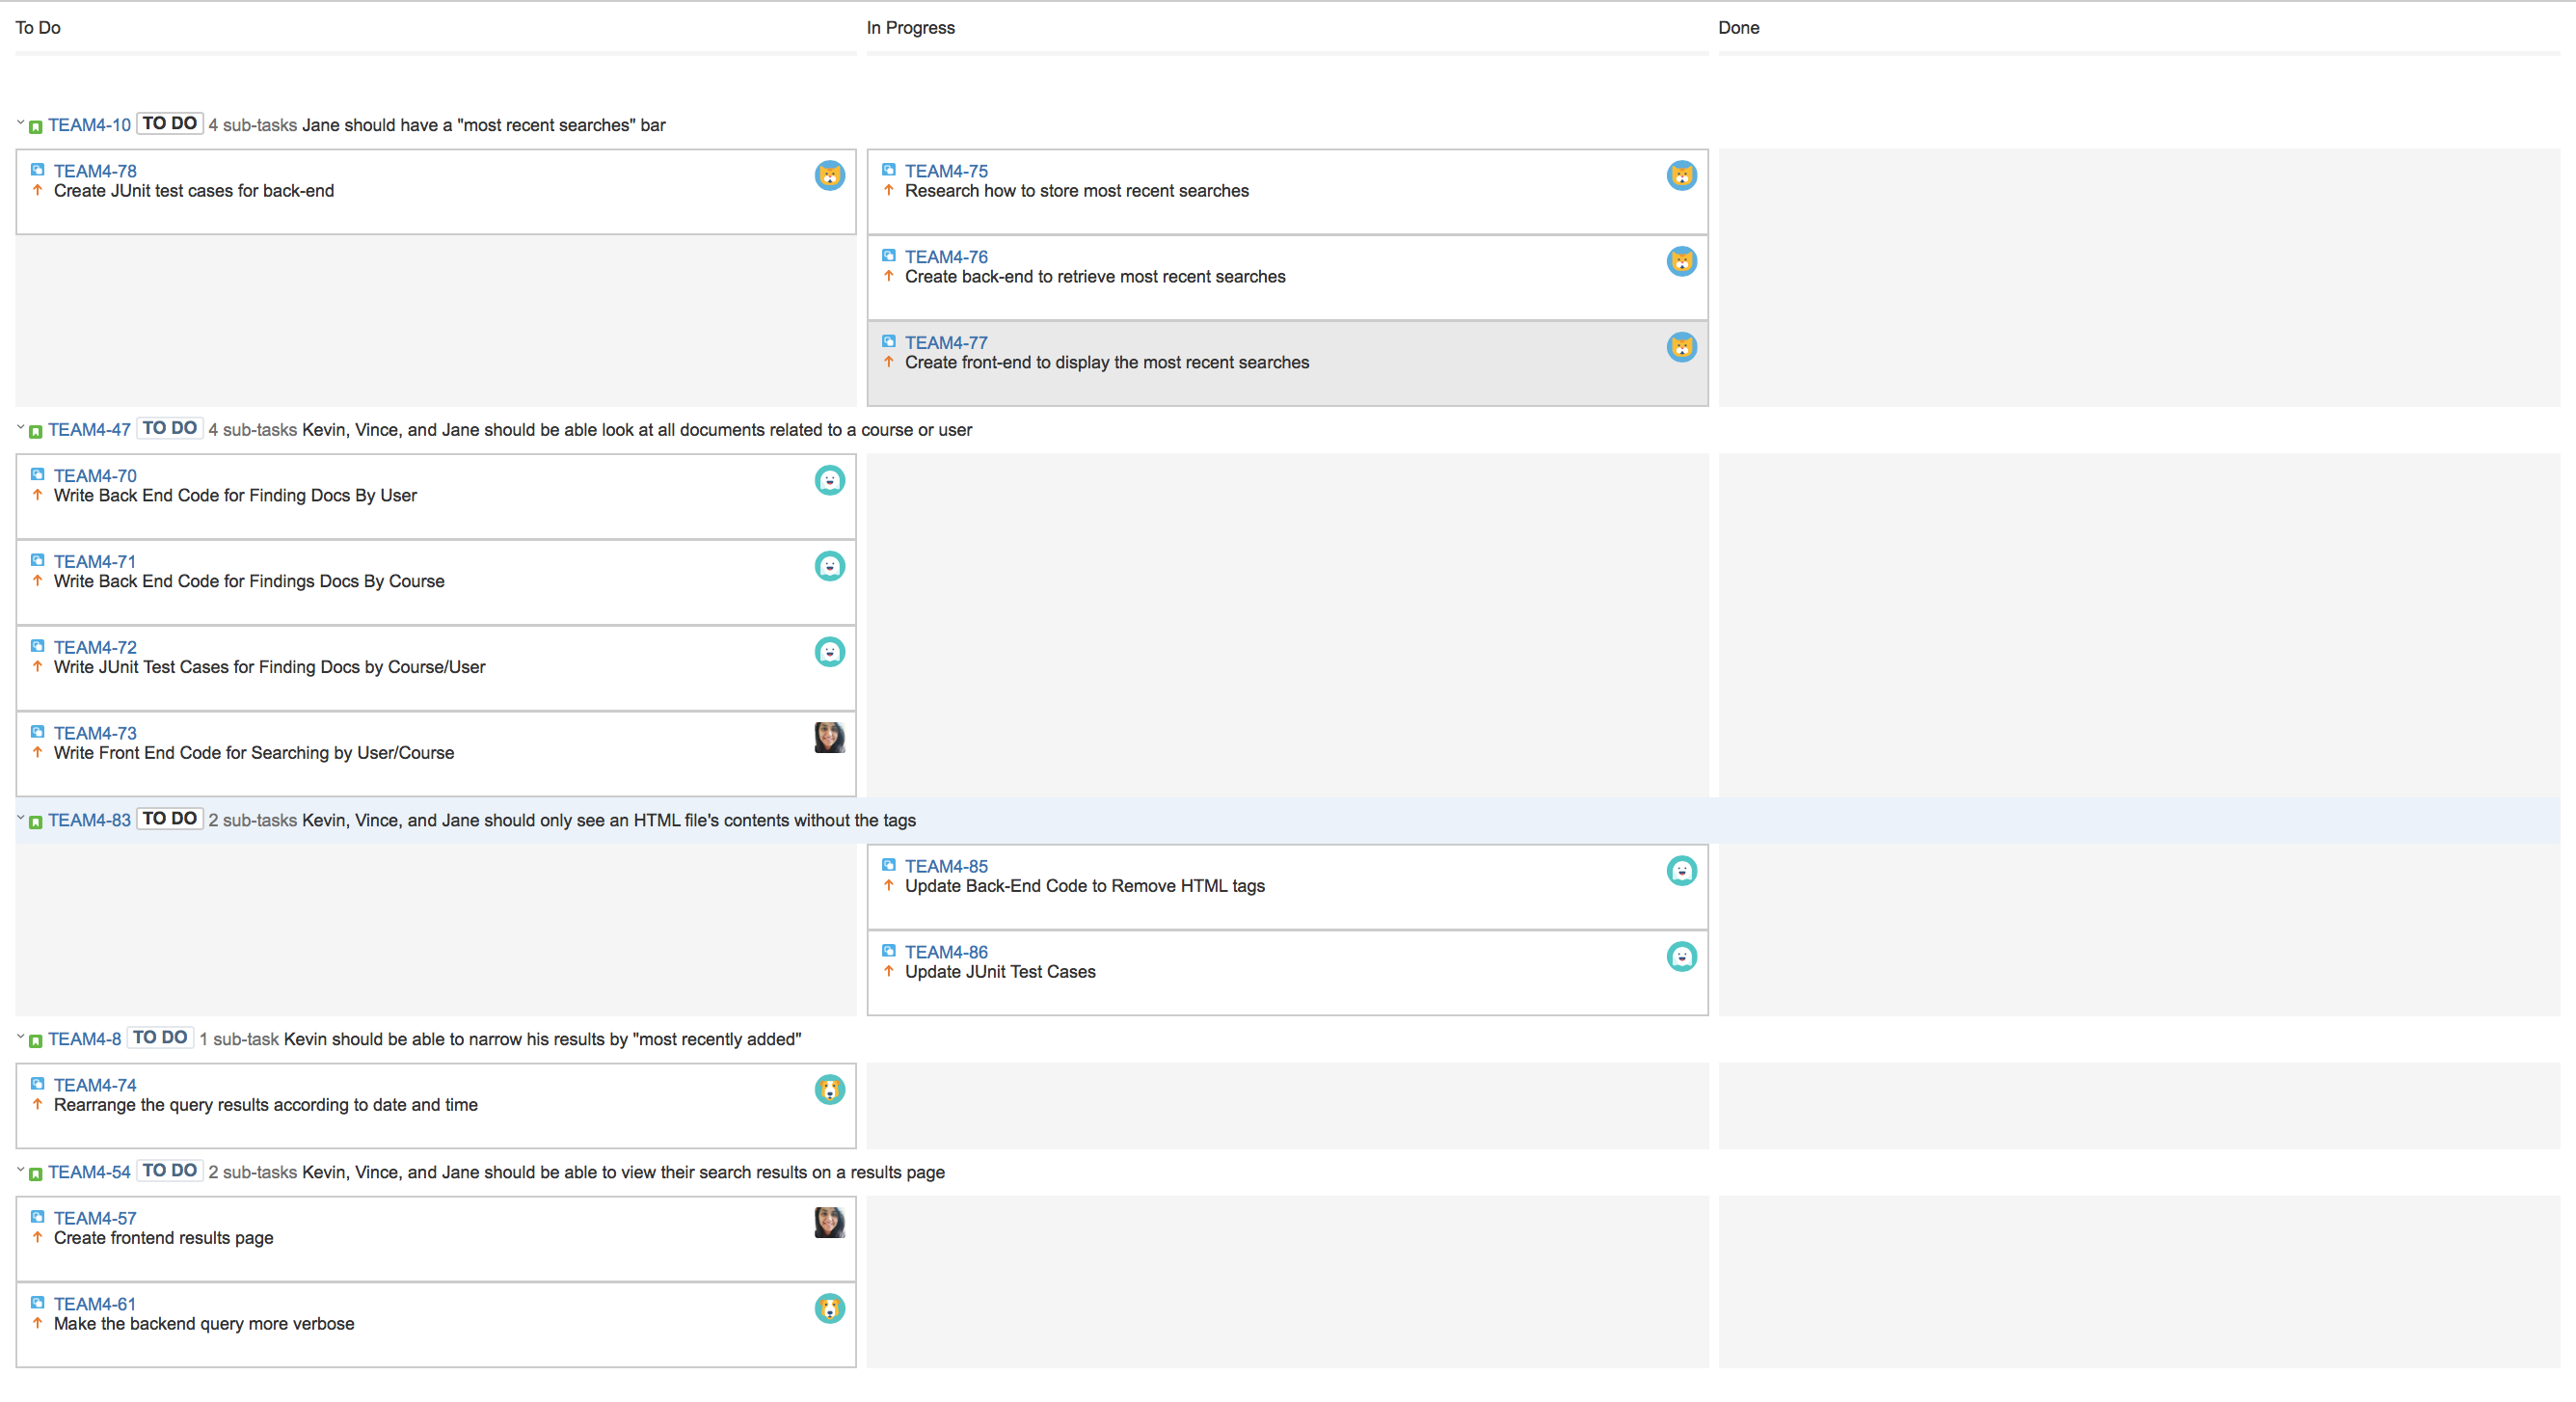 To Do
In Progress
Done
TEAM4-10 TO DO 4 sub-tasks Jane should have a "most recent searches" bar
TEAM4-78
Create JUnit test cases for back-end
TEAM4-75
Research how to store most recent searches
TEAM4-76
Create back-end to retrieve most recent searches
TEAM4-77
Create front-end to display the most recent searches
TEAM4-47 TO DO 4 sub-tasks Kevin, Vince, and Jane should be able look at all documents related to a course or user
TEAM4-70
Write Back End Code for Finding Docs By User
TEAM4-71
Write Back End Code for Findings Docs By Course
TEAM4-72
Write JUnit Test Cases for Finding Docs by Course/User
TEAM4-73
Write Front End Code for Searching by User/Course
TEAM4-83 TO DO 2 sub-tasks Kevin, Vince, and Jane should only see an HTML file's contents without the tags
TEAM4-85
Update Back-End Code to Remove HTML tags
TEAM4-86
Update JUnit Test Cases
TEAM4-8 TO DO 1 sub-task Kevin should be able to narrow his results by "most recently added"
TEAM4-74
Rearrange the query results according to date and time
TEAM4-54 TO DO 2 sub-tasks Kevin, Vince, and Jane should be able to view their search results on a results page
TEAM4-57
Create frontend results page
TEAM4-61
Make the backend query more verbose